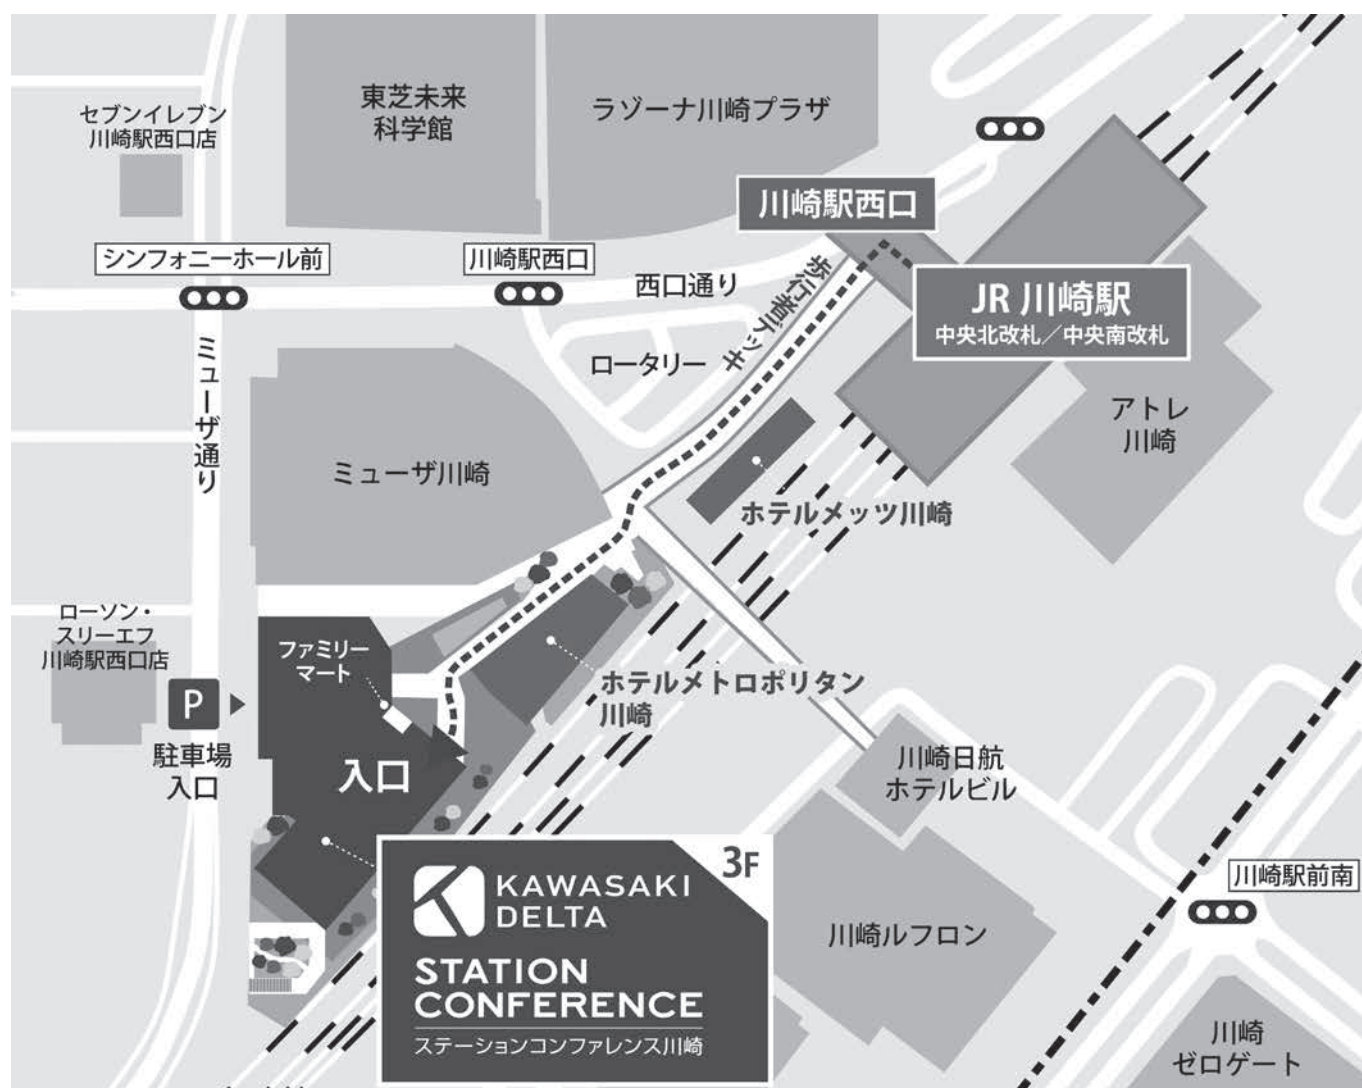 東芝未来
科学館
ラゾーナ川崎プラザ
セブンイレブン
川崎駅西口店
川崎駅西口
シンフォニーホール前
川崎駅西口
西口通り
歩行者デッキ
JR 川崎駅
中央北改札／中央南改札
ロータリー
アトレ
川崎
ミューザ通り
ミューザ川崎
ホテルメッツ川崎
ローソン・
スリーエフ
川崎駅西口店
ファミリー
マート
P
駐車場
入口
ホテルメトロポリタン
川崎
入口
川崎日航
ホテルビル
3F
KAWASAKI
DELTA
STATION
CONFERENCE
ステーションコンファレンス川崎
川崎駅前南
川崎ルフロン
川崎
ゼロゲート